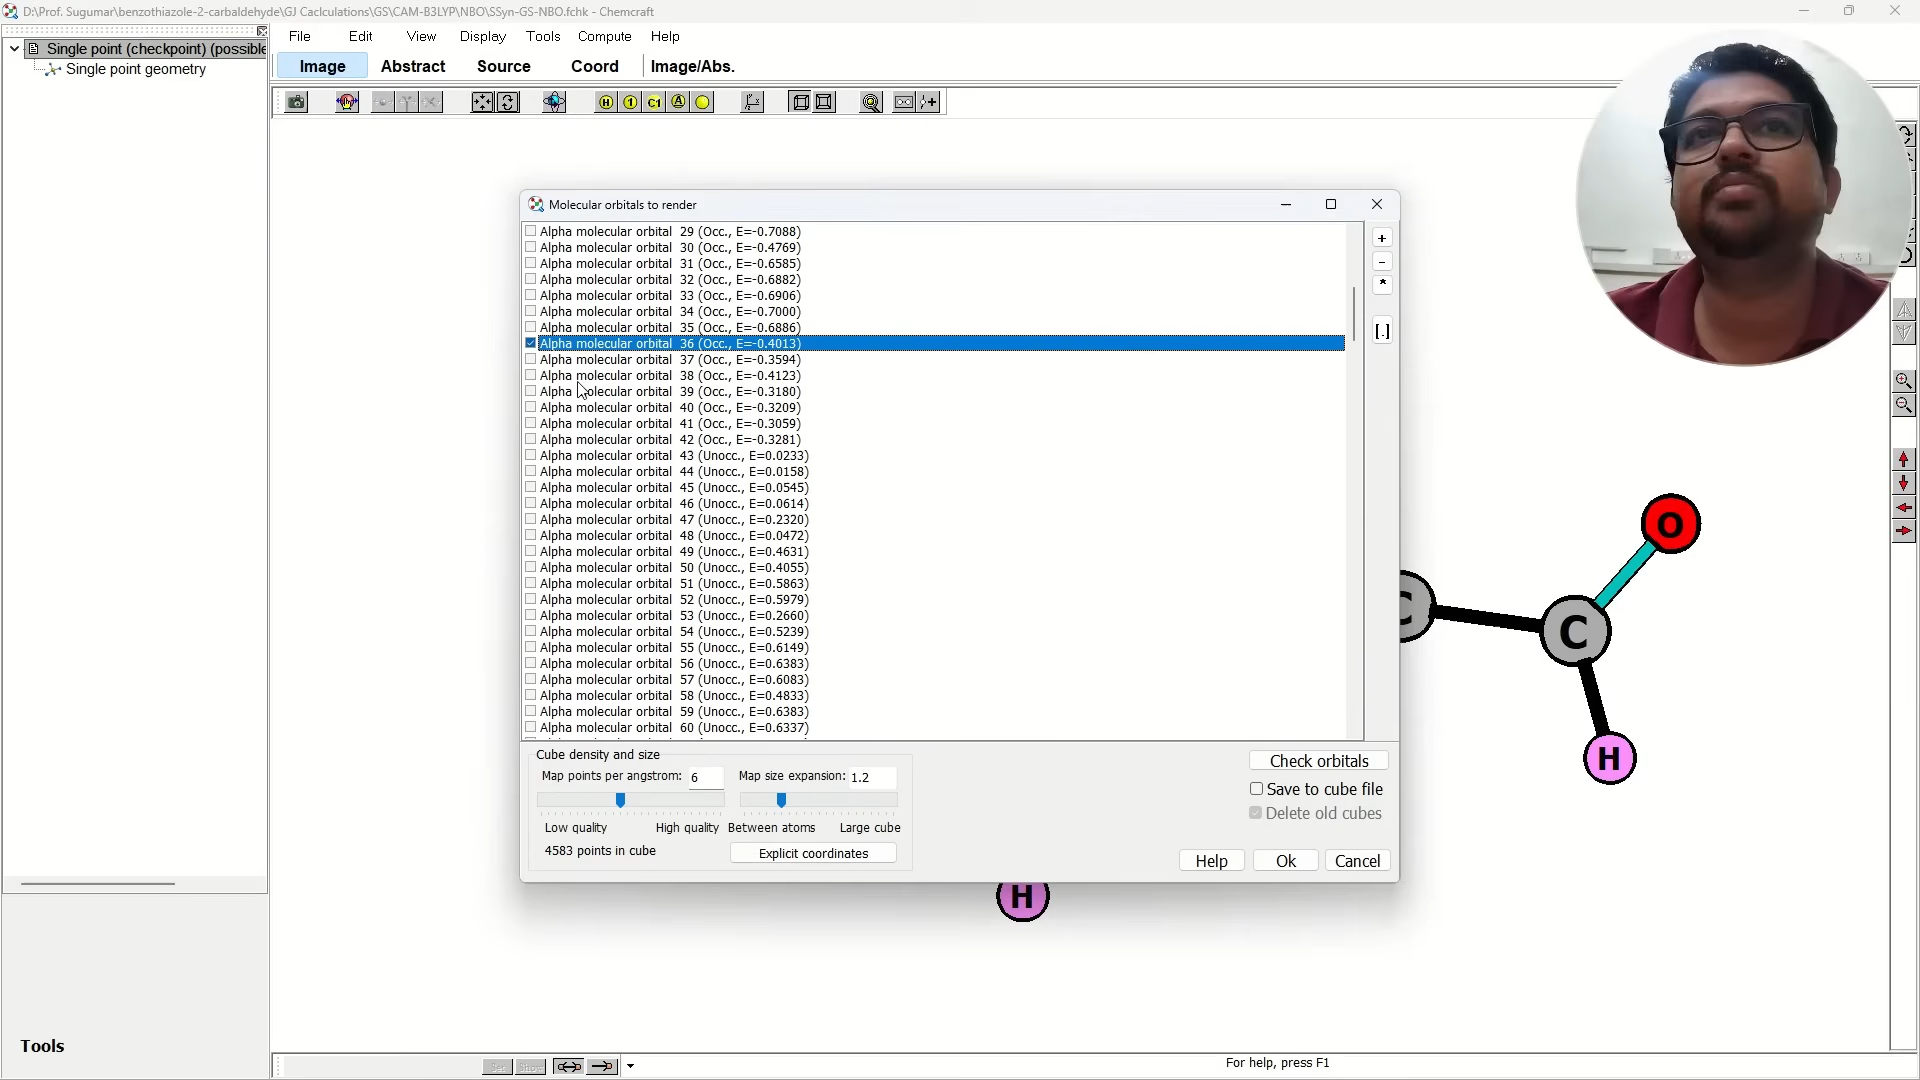 D:\Prof. Sugumar\benzothiazole-2-carbaldehyde\GJ Caclculations\GS\CAM-B3LYP\NBO\SSyn-GS-NBO.fchk - Chemcraft
Single point (checkpoint) (possible
Single point geometry
File Edit View Display Tools Compute Help
Image Abstract Source Coord Image/Abs.
H 1 C1 A
Molecular orbitals to render
Alpha molecular orbital 29 (Occ., E=-0.7088)
Alpha molecular orbital 30 (Occ., E=-0.4769)
Alpha molecular orbital 31 (Occ., E=-0.6585)
Alpha molecular orbital 32 (Occ., E=-0.6882)
Alpha molecular orbital 33 (Occ., E=-0.6906)
Alpha molecular orbital 34 (Occ., E=-0.7000)
Alpha molecular orbital 35 (Occ., E=-0.6886)
Alpha molecular orbital 36 (Occ., E=-0.4013)
Alpha molecular orbital 37 (Occ., E=-0.3594)
Alpha molecular orbital 38 (Occ., E=-0.4123)
Alpha molecular orbital 39 (Occ., E=-0.3180)
Alpha molecular orbital 40 (Occ., E=-0.3209)
Alpha molecular orbital 41 (Occ., E=-0.3059)
Alpha molecular orbital 42 (Occ., E=-0.3281)
Alpha molecular orbital 43 (Unocc., E=0.0233)
Alpha molecular orbital 44 (Unocc., E=0.0158)
Alpha molecular orbital 45 (Unocc., E=0.0545)
Alpha molecular orbital 46 (Unocc., E=0.0614)
Alpha molecular orbital 47 (Unocc., E=0.2320)
Alpha molecular orbital 48 (Unocc., E=0.0472)
Alpha molecular orbital 49 (Unocc., E=0.4631)
Alpha molecular orbital 50 (Unocc., E=0.4055)
Alpha molecular orbital 51 (Unocc., E=0.5863)
Alpha molecular orbital 52 (Unocc., E=0.5979)
Alpha molecular orbital 53 (Unocc., E=0.2660)
Alpha molecular orbital 54 (Unocc., E=0.5239)
Alpha molecular orbital 55 (Unocc., E=0.6149)
Alpha molecular orbital 56 (Unocc., E=0.6383)
Alpha molecular orbital 57 (Unocc., E=0.6083)
Alpha molecular orbital 58 (Unocc., E=0.4833)
Alpha molecular orbital 59 (Unocc., E=0.6383)
Alpha molecular orbital 60 (Unocc., E=0.6337)
+
-
*
[.]
Cube density and size
Map points per angstrom: 6 Map size expansion: 1.2
Low quality High quality Between atoms Large cube
4583 points in cube Explicit coordinates
Check orbitals
Save to cube file
Delete old cubes
Help Ok Cancel
O
C
C
H
H
Tools
Set Show
For help, press F1